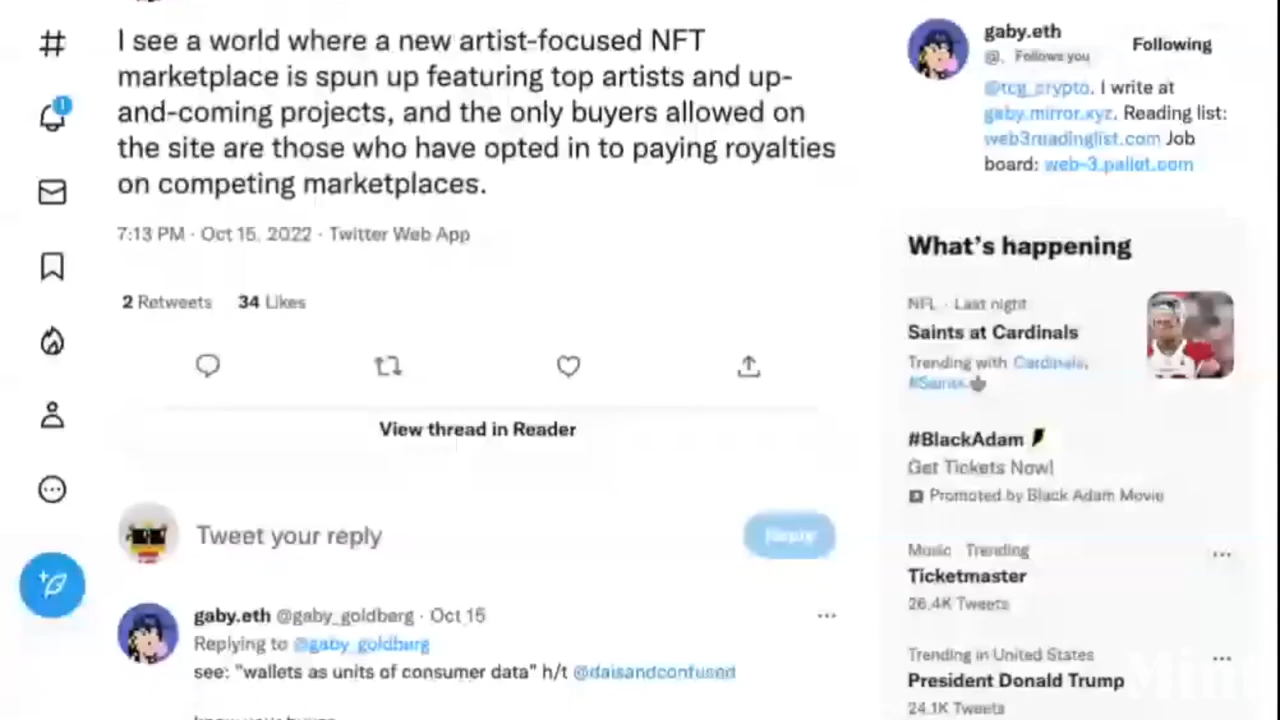 I see a world where a new artist-focused NFT
marketplace is spun up featuring top artists and up-
and-coming projects, and the only buyers allowed on
the site are those who have opted in to paying royalties
on competing marketplaces.
7:13 PM · Oct 15, 2022 · Twitter Web App
2 Retweets 34 Likes
View thread in Reader
Tweet your reply
Reply
gaby.eth @gaby_goldberg · Oct 15
Replying to @gaby_goldberg
see: "wallets as units of consumer data" h/t @daisandconfused
1
gaby.eth
Follows you
Following
@tcg_crypto. I write at
gaby.mirror.xyz. Reading list:
web3readinglist.com Job
board: web-3.pallet.com
What's happening
NFL · Last night
Saints at Cardinals
Trending with Cardinals,
#Saints
#BlackAdam
Get Tickets Now!
Promoted by Black Adam Movie
Music · Trending
Ticketmaster
26.4K Tweets
Trending in United States
President Donald Trump
24.1K Tweets
Mint